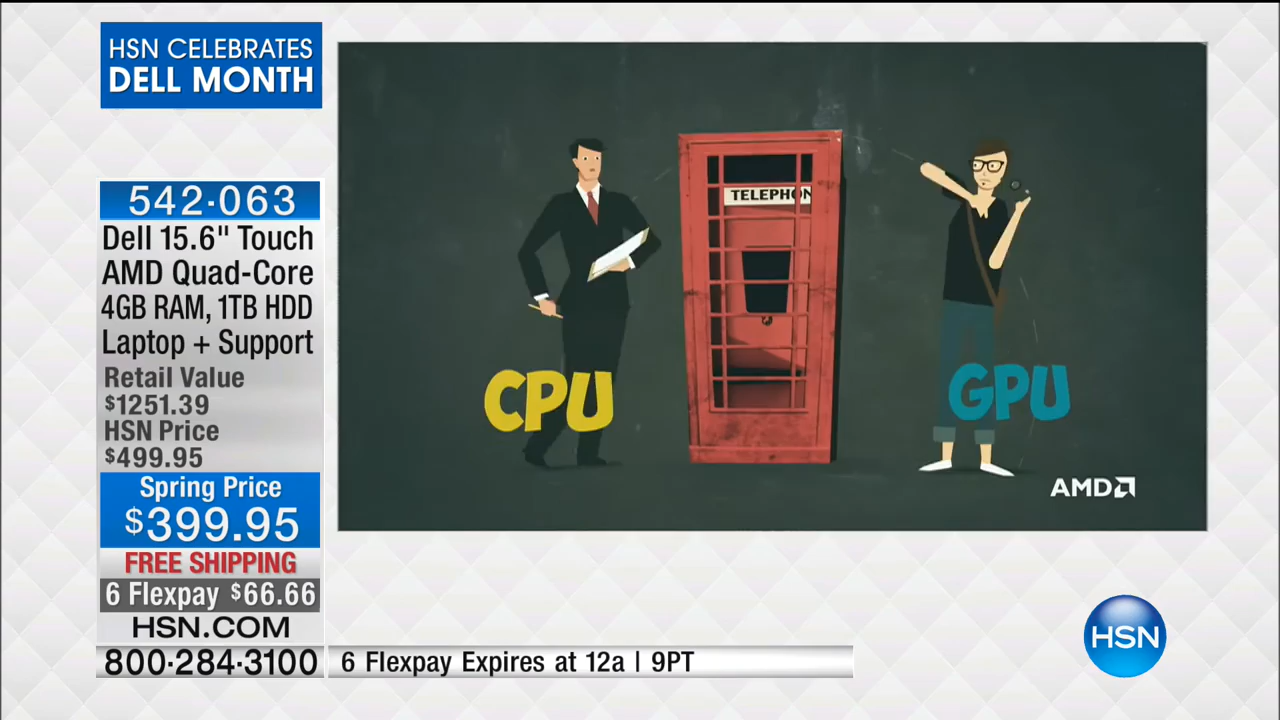 HSN CELEBRATES
DELL MONTH
542·063
Dell 15.6" Touch
AMD Quad-Core
4GB RAM, 1TB HDD
Laptop + Support
Retail Value
$1251.39
HSN Price
$499.95
Spring Price
$399.95
FREE SHIPPING
6 Flexpay $66.66
HSN.COM
800·284·3100
6 Flexpay Expires at 12a | 9PT
TELEPHON
CPU
GPU
AMD
HSN